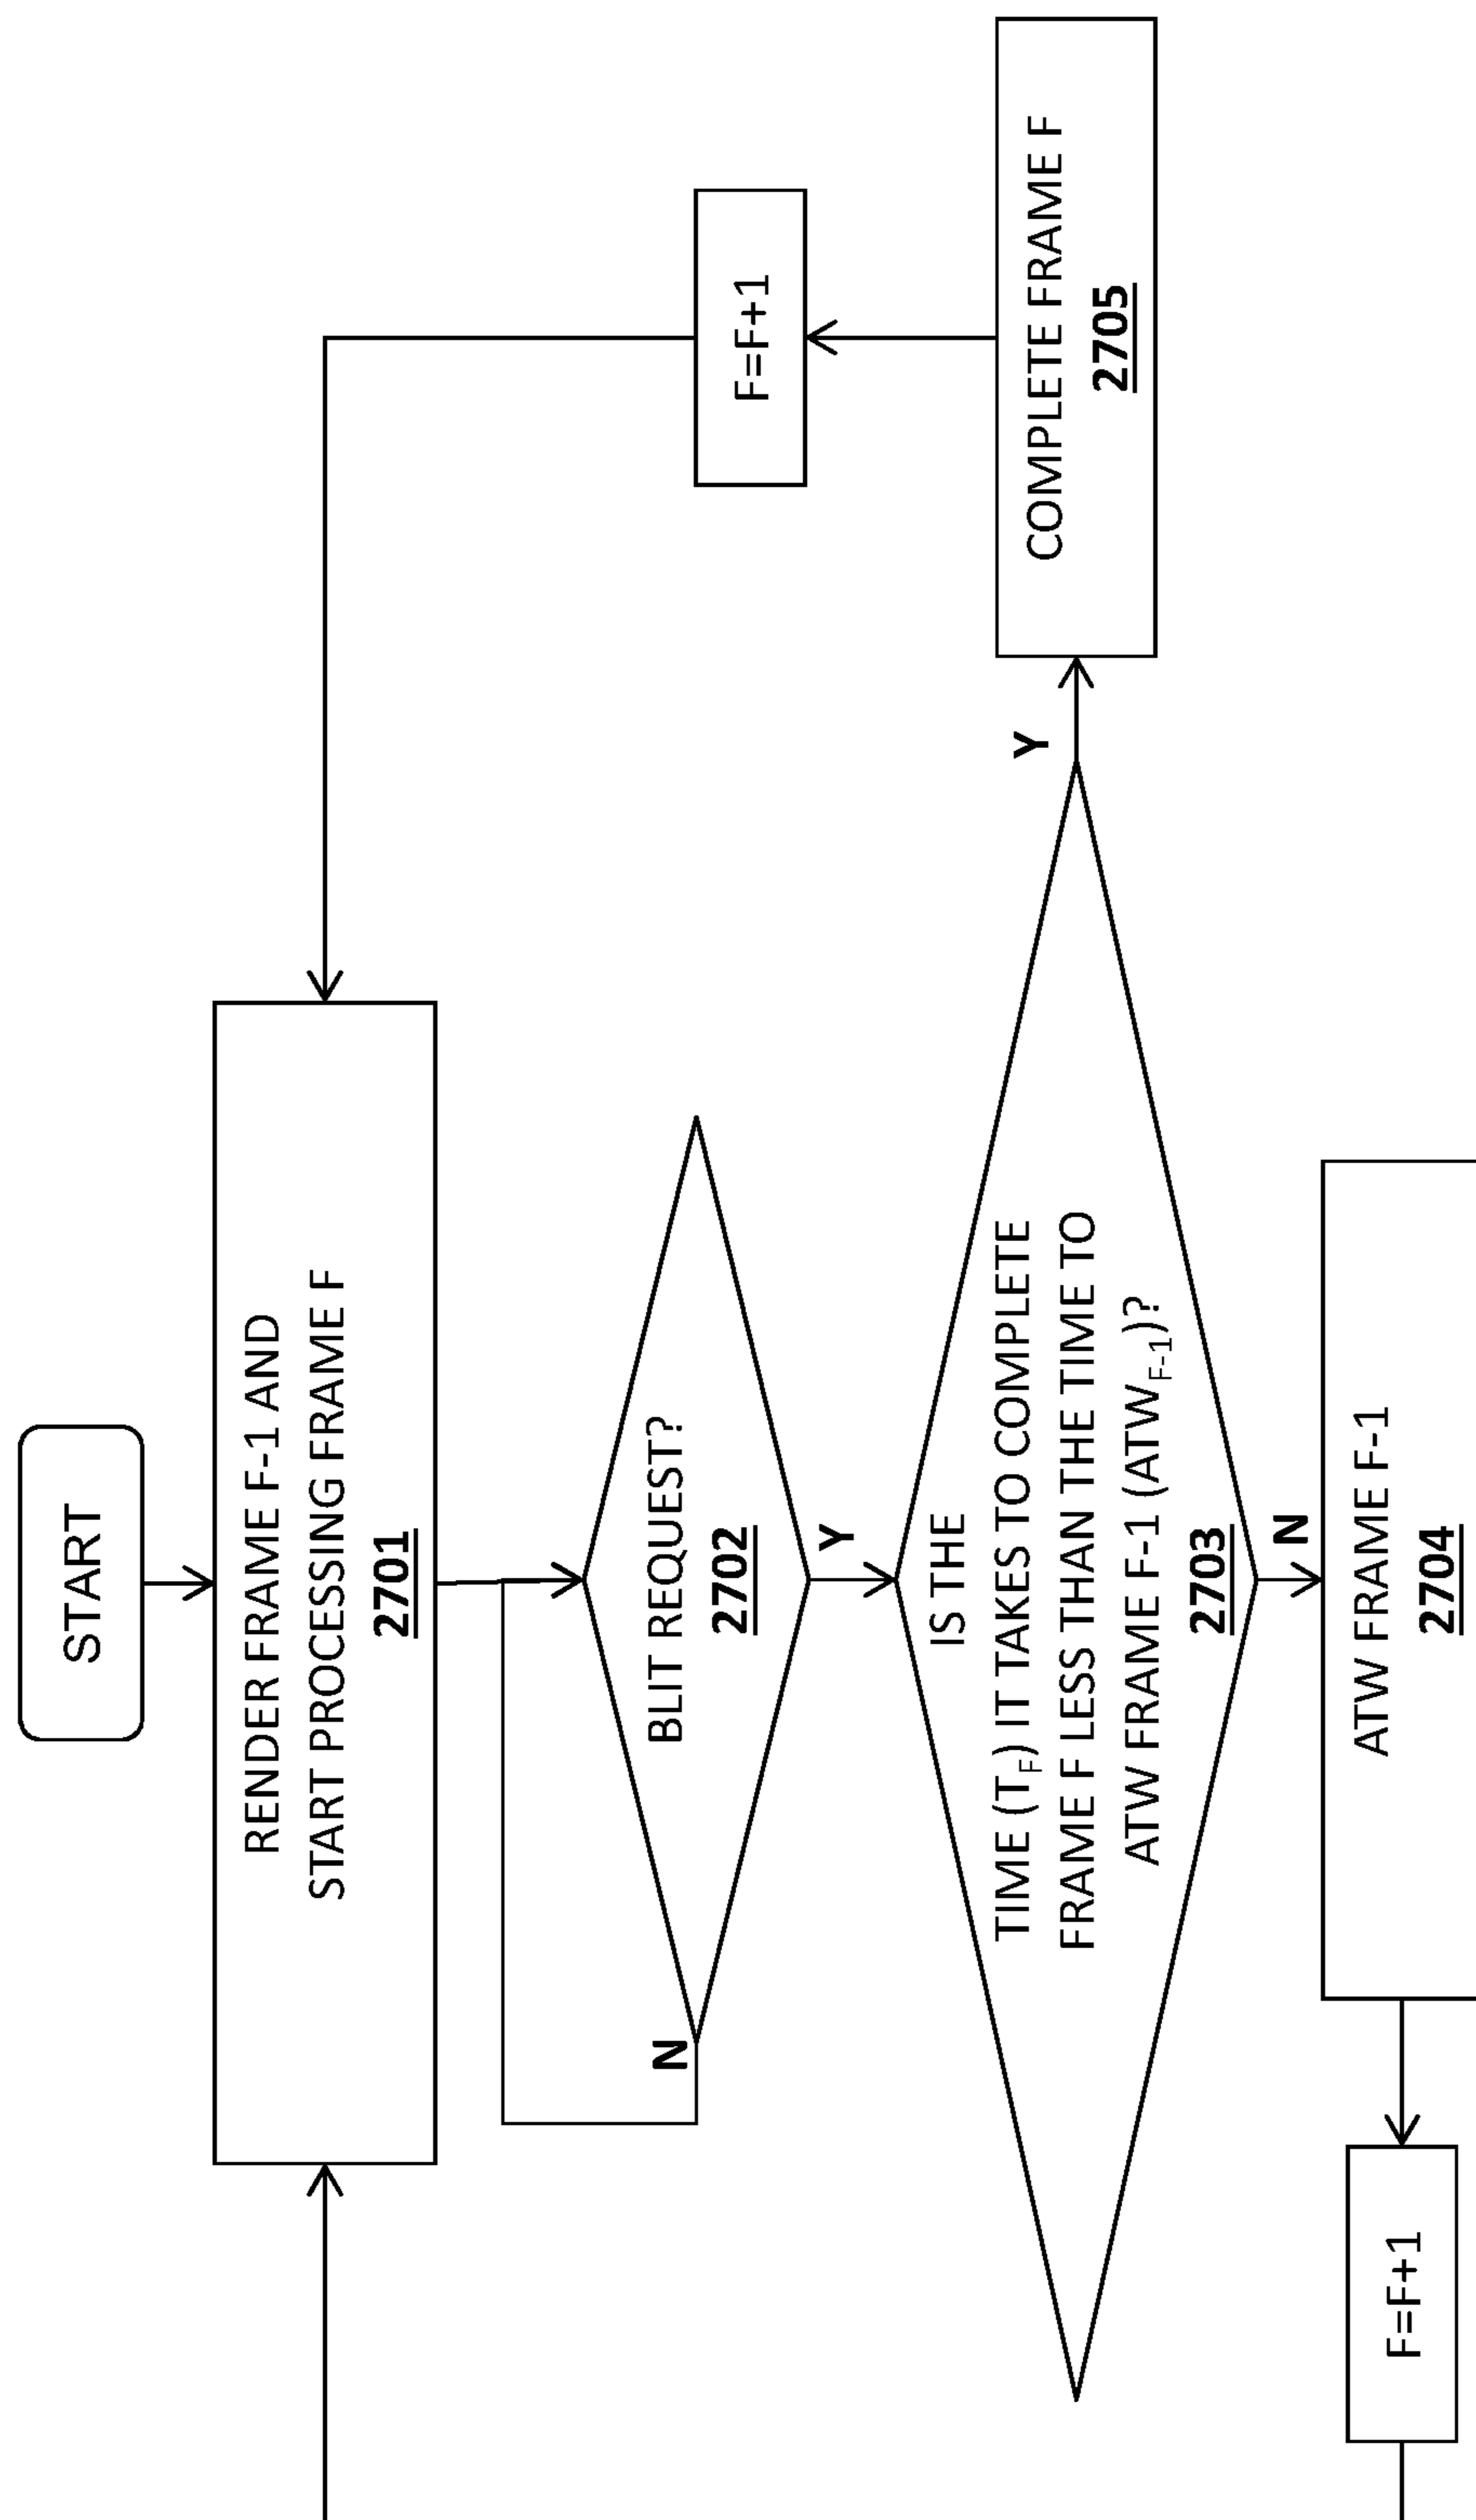 START
RENDER FRAME F-1 AND
START PROCESSING FRAME F
2701
BLIT REQUEST?
2702
N
Y
IS THE
TIME (TF) IT TAKES TO COMPLETE
FRAME F LESS THAN THE TIME TO
ATW FRAME F-1 (ATWF-1)?
2703
Y
N
COMPLETE FRAME F
2705
F=F+1
ATW FRAME F-1
2704
F=F+1